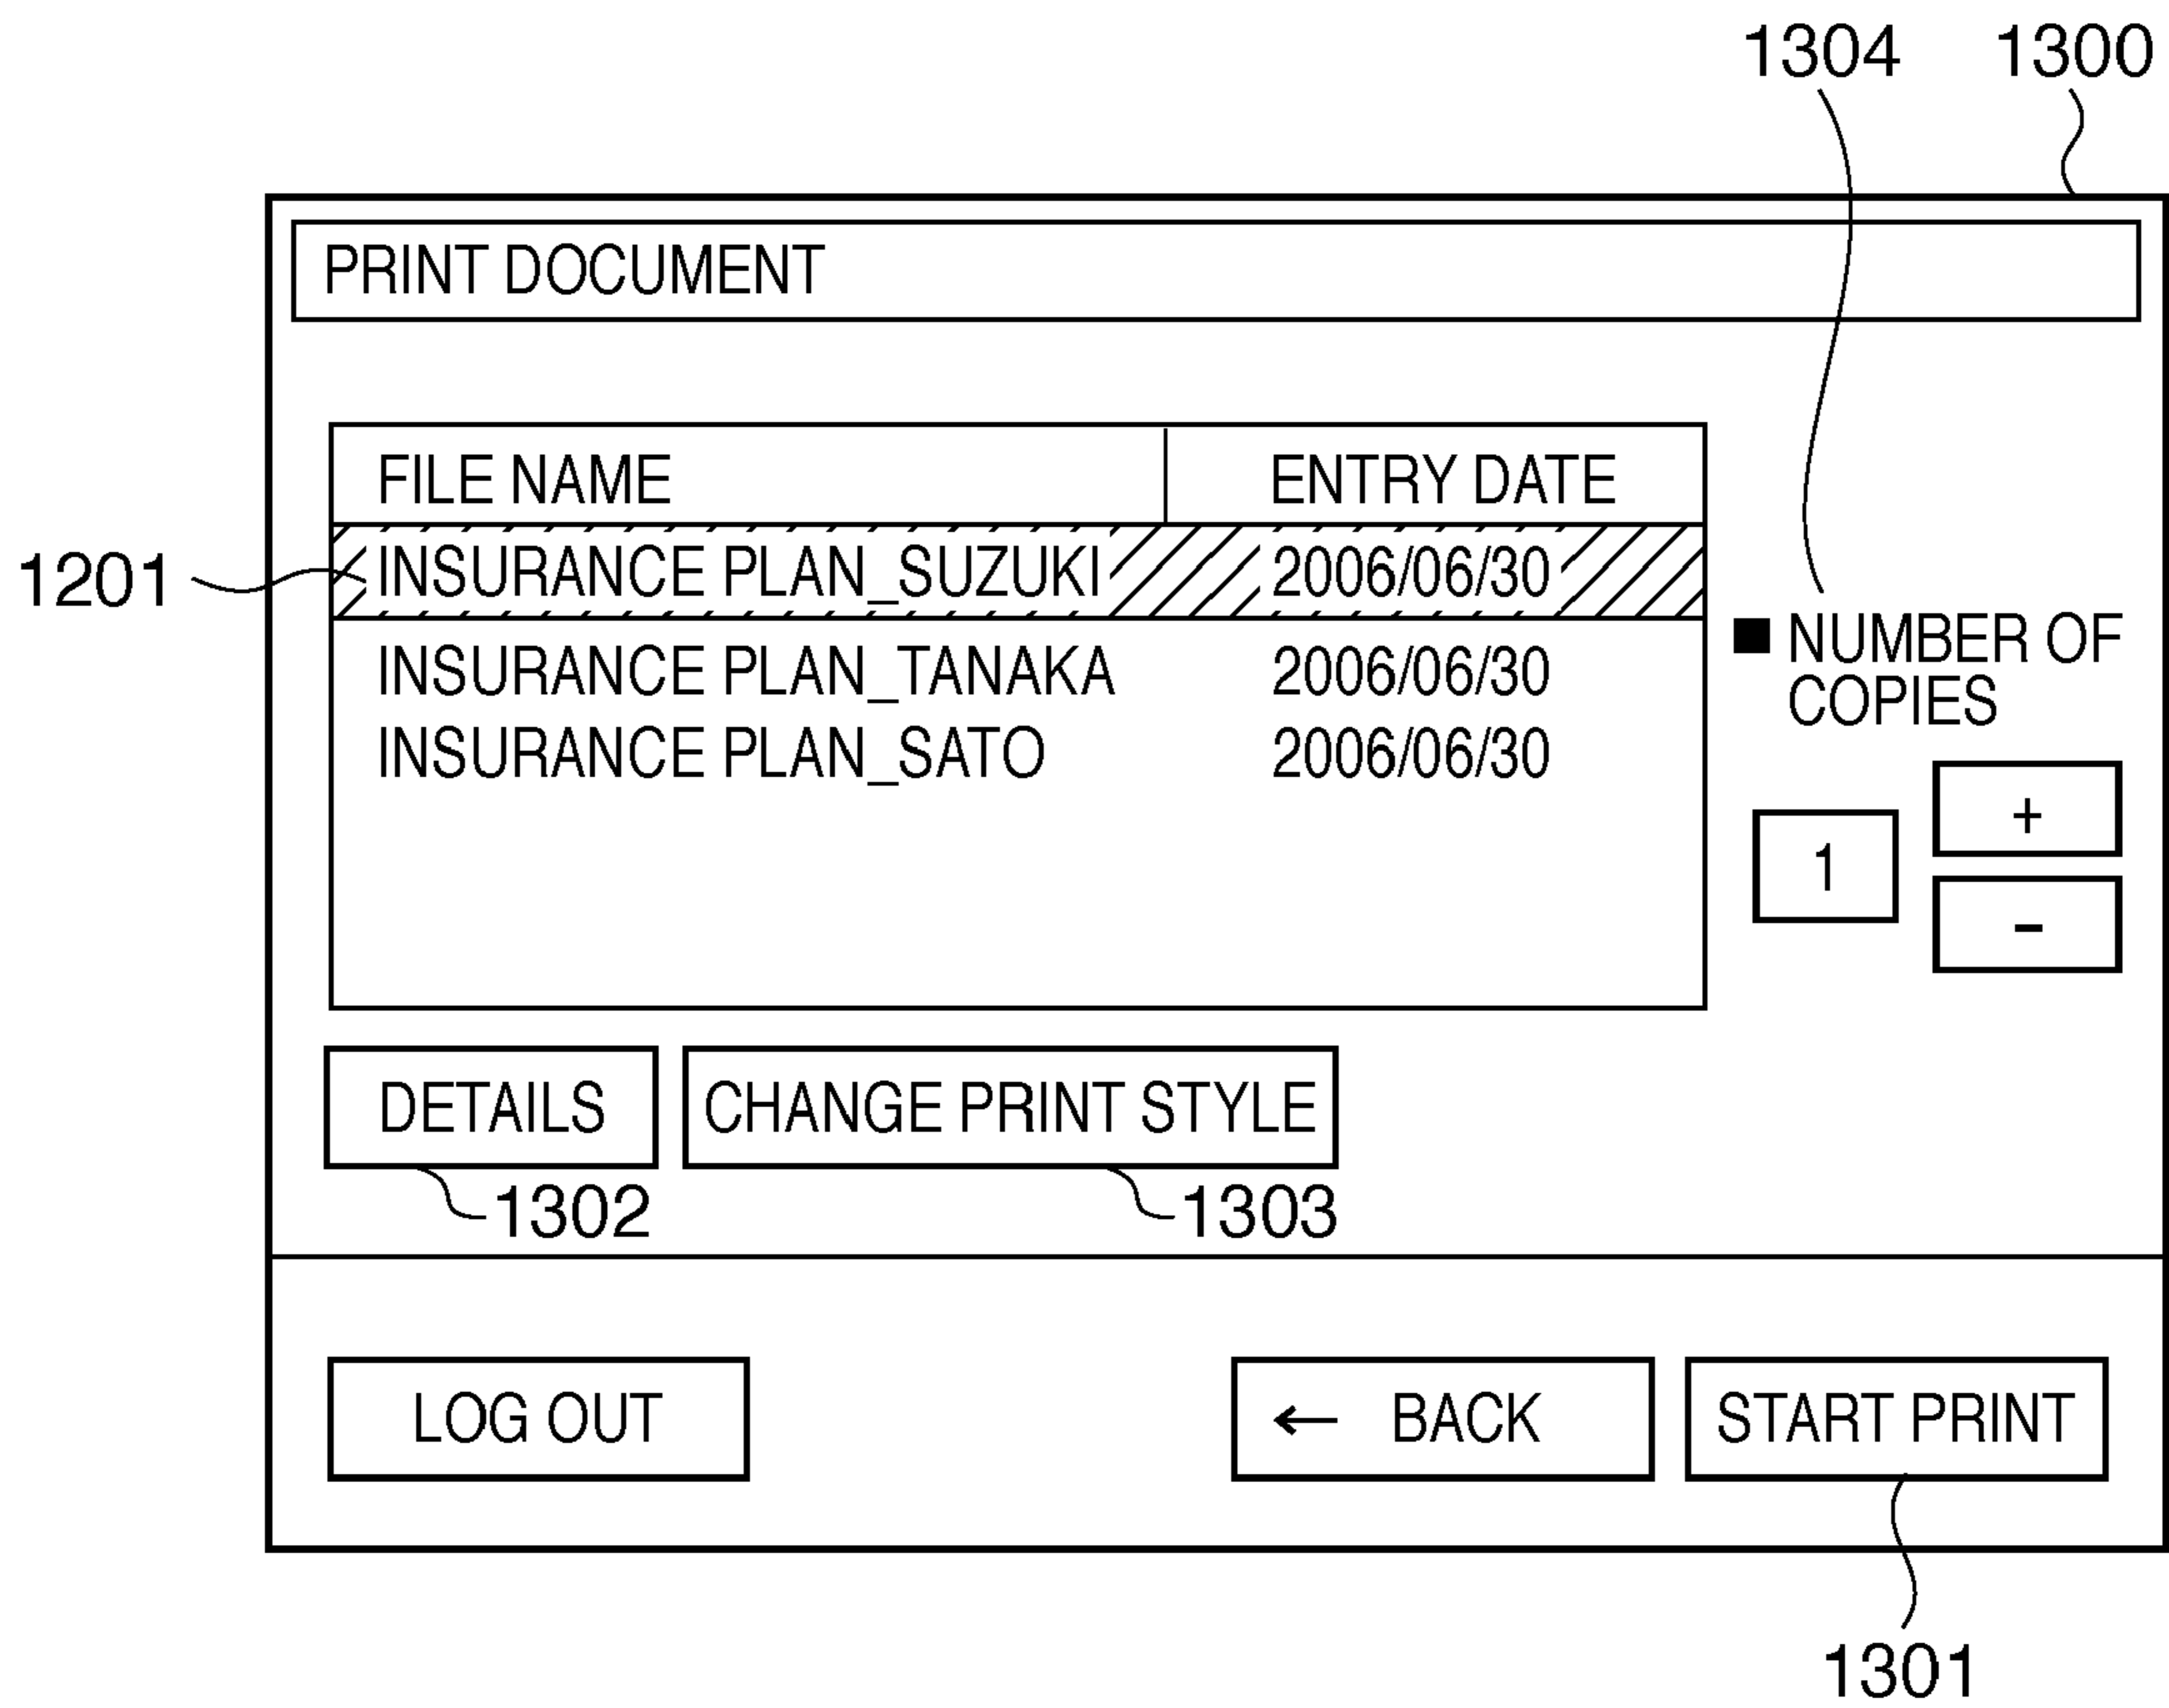 1304 1300
PRINT DOCUMENT
FILE NAME ENTRY DATE
1201 INSURANCE PLAN_SUZUKI 2006/06/30
INSURANCE PLAN_TANAKA 2006/06/30
INSURANCE PLAN_SATO 2006/06/30
■ NUMBER OF
COPIES
1
+
-
DETAILS CHANGE PRINT STYLE
1302 1303
LOG OUT ← BACK START PRINT
1301